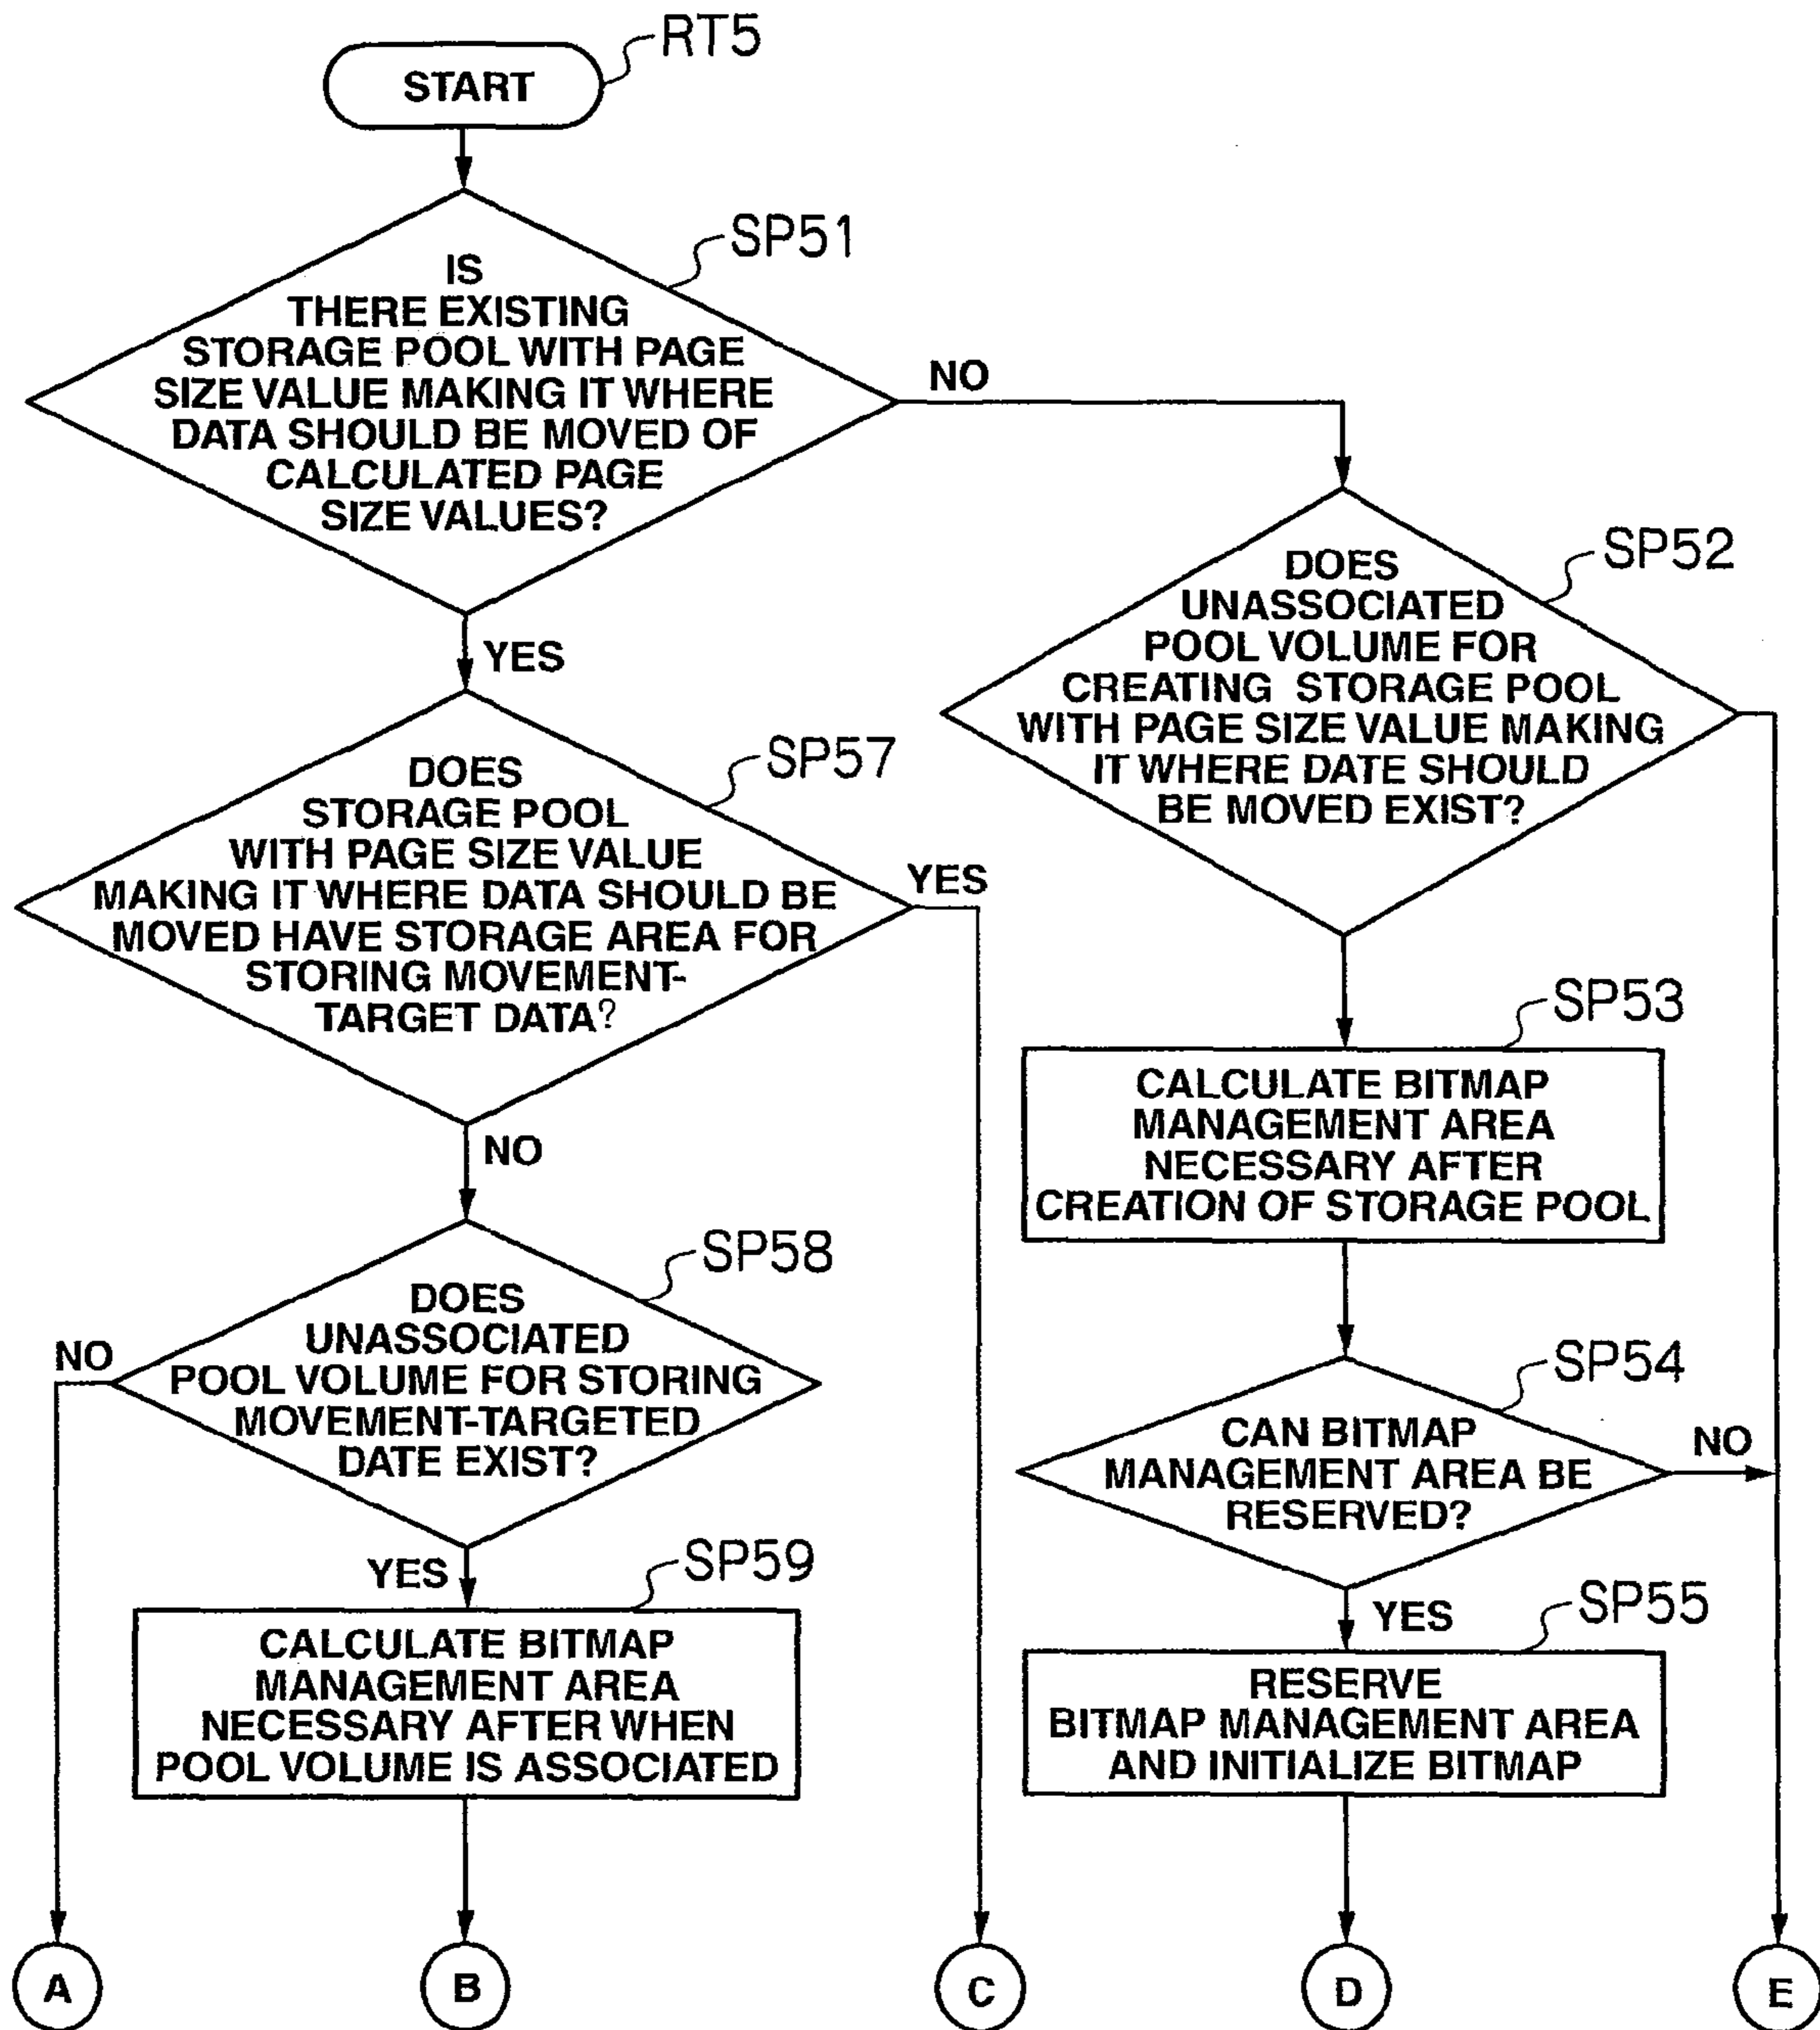 RT5
START
SP51
IS
THERE EXISTING
STORAGE POOL WITH PAGE
SIZE VALUE MAKING IT WHERE
DATA SHOULD BE MOVED OF
CALCULATED PAGE
SIZE VALUES?
NO
YES
SP52
DOES
UNASSOCIATED
POOL VOLUME FOR
CREATING STORAGE POOL
WITH PAGE SIZE VALUE MAKING
IT WHERE DATE SHOULD
BE MOVED EXIST?
SP57
DOES
STORAGE POOL
WITH PAGE SIZE VALUE
MAKING IT WHERE DATA SHOULD BE
MOVED HAVE STORAGE AREA FOR
STORING MOVEMENT-
TARGET DATA?
YES
NO
SP53
CALCULATE BITMAP
MANAGEMENT AREA
NECESSARY AFTER
CREATION OF STORAGE POOL
SP58
DOES
UNASSOCIATED
POOL VOLUME FOR STORING
MOVEMENT-TARGETED
DATE EXIST?
NO
YES
SP54
CAN BITMAP
MANAGEMENT AREA BE
RESERVED?
NO
YES
SP59
CALCULATE BITMAP
MANAGEMENT AREA
NECESSARY AFTER WHEN
POOL VOLUME IS ASSOCIATED
SP55
RESERVE
BITMAP MANAGEMENT AREA
AND INITIALIZE BITMAP
A
B
C
D
E